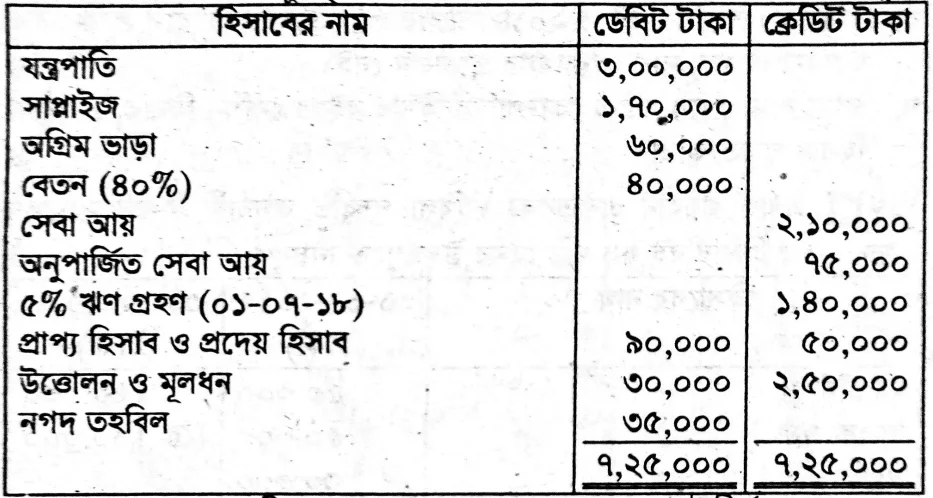 হিসাবের নাম ডেবিট টাকা ক্রেডিট টাকা
যন্ত্রপাতি ৩,০০,০০০
সাপ্লাইজ ১,৭০,০০০
অগ্রিম ভাড়া ৬০,০০০
বেতন (৪০%) ৪০,০০০
সেবা আয় ২,১০,০০০
অনুপার্জিত সেবা আয় ৭৫,০০০
৫% ঋণ গ্রহণ (০১-০৭-১৮) ১,৪০,০০০
প্রাপ্য হিসাব ও প্রদেয় হিসাব ৯০,০০০ ৫০,০০০
উত্তোলন ও মূলধন ৩০,০০০ ২,৫০,০০০
নগদ তহবিল ৩৫,০০০
৭,২৫,০০০ ৭,২৫,০০০